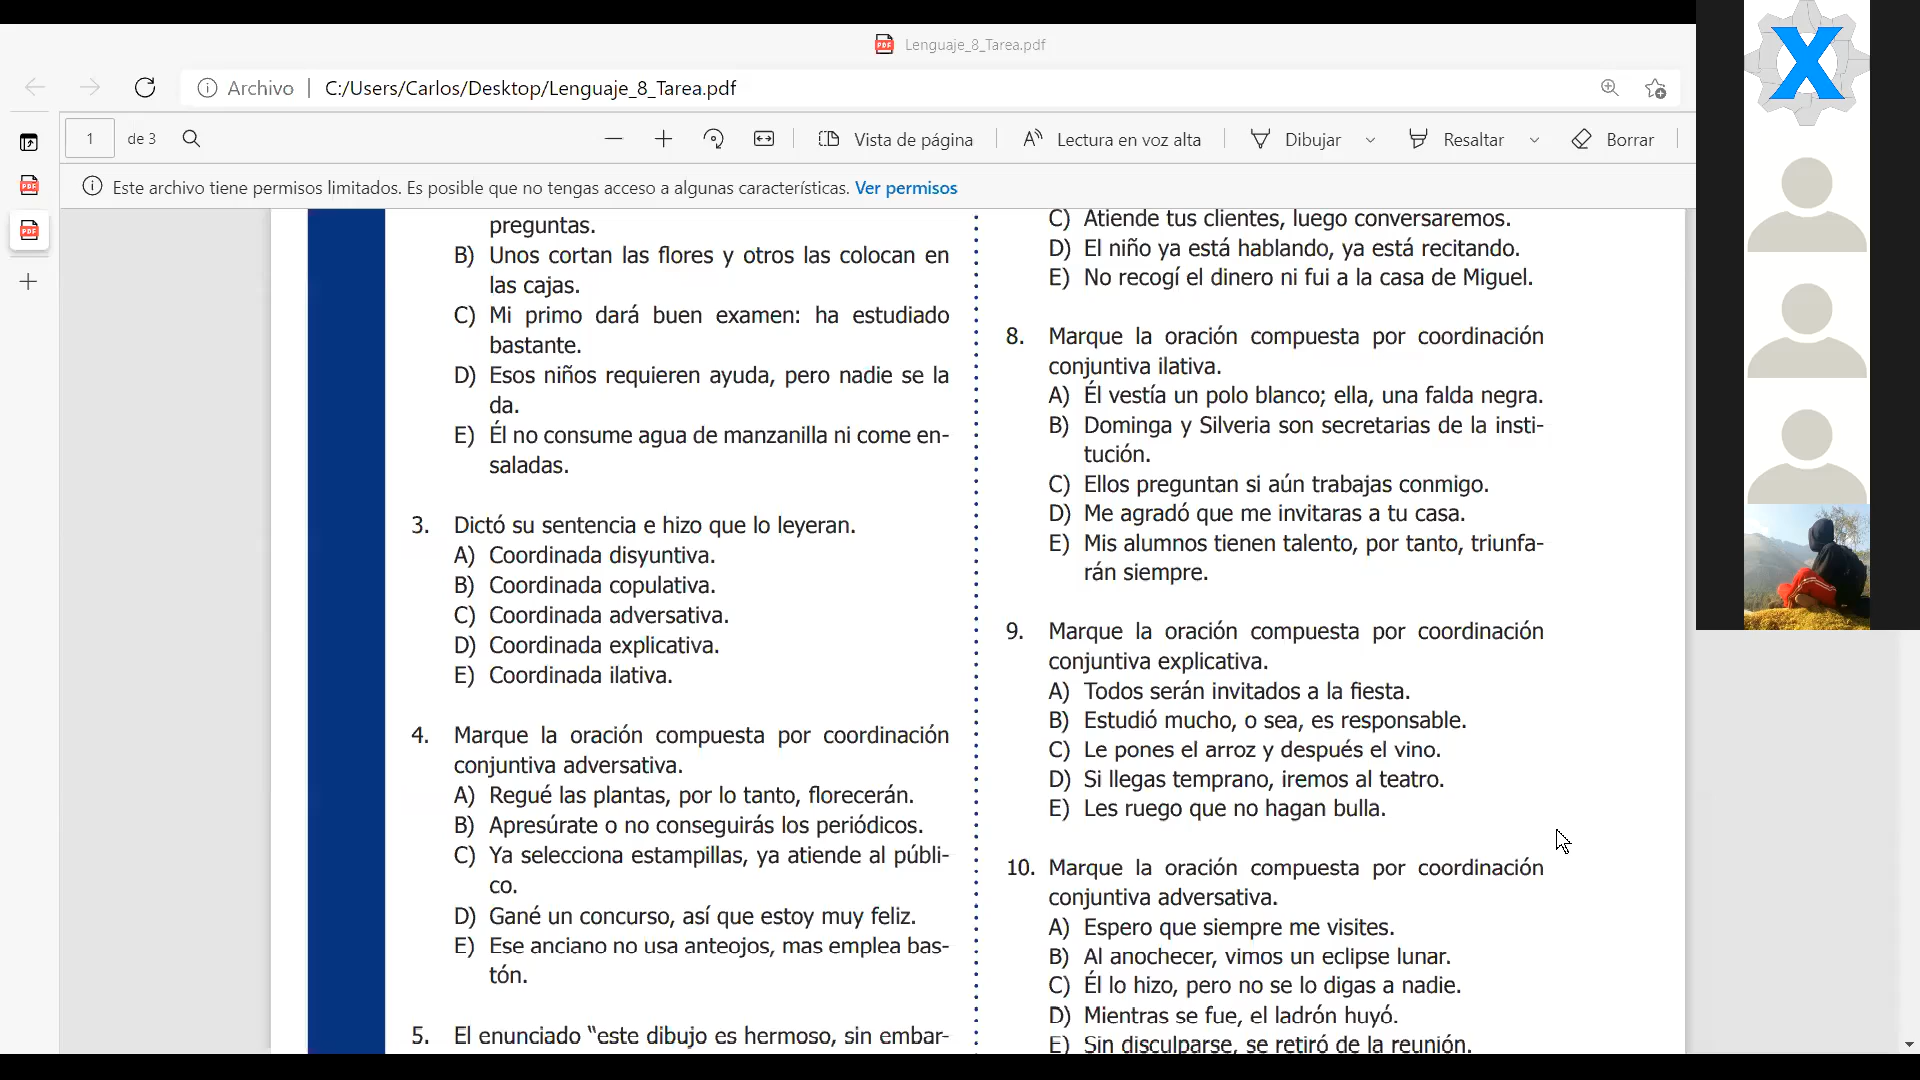 Lenguaje_8_Tarea.pdf
Archivo | C:/Users/Carlos/Desktop/Lenguaje_8_Tarea.pdf
1 de 3 Vista de página Lectura en voz alta Dibujar Resaltar Borrar
Este archivo tiene permisos limitados. Es posible que no tengas acceso a algunas características. Ver permisos
preguntas.
B) Unos cortan las flores y otros las colocan en
las cajas.
C) Mi primo dará buen examen: ha estudiado
bastante.
D) Esos niños requieren ayuda, pero nadie se la
da.
E) Él no consume agua de manzanilla ni come en-
saladas.
3. Dictó su sentencia e hizo que lo leyeran.
A) Coordinada disyuntiva.
B) Coordinada copulativa.
C) Coordinada adversativa.
D) Coordinada explicativa.
E) Coordinada ilativa.
4. Marque la oración compuesta por coordinación
conjuntiva adversativa.
A) Regué las plantas, por lo tanto, florecerán.
B) Apresúrate o no conseguirás los periódicos.
C) Ya selecciona estampillas, ya atiende al públi-
co.
D) Gané un concurso, así que estoy muy feliz.
E) Ese anciano no usa anteojos, mas emplea bas-
tón.
5. El enunciado “este dibujo es hermoso, sin embar-
C) Atiende tus clientes, luego conversaremos.
D) El niño ya está hablando, ya está recitando.
E) No recogí el dinero ni fui a la casa de Miguel.
8. Marque la oración compuesta por coordinación
conjuntiva ilativa.
A) Él vestía un polo blanco; ella, una falda negra.
B) Dominga y Silveria son secretarias de la insti-
tución.
C) Ellos preguntan si aún trabajas conmigo.
D) Me agradó que me invitaras a tu casa.
E) Mis alumnos tienen talento, por tanto, triunfa-
rán siempre.
9. Marque la oración compuesta por coordinación
conjuntiva explicativa.
A) Todos serán invitados a la fiesta.
B) Estudió mucho, o sea, es responsable.
C) Le pones el arroz y después el vino.
D) Si llegas temprano, iremos al teatro.
E) Les ruego que no hagan bulla.
10. Marque la oración compuesta por coordinación
conjuntiva adversativa.
A) Espero que siempre me visites.
B) Al anochecer, vimos un eclipse lunar.
C) Él lo hizo, pero no se lo digas a nadie.
D) Mientras se fue, el ladrón huyó.
E) Sin disculparse, se retiró de la reunión.
X